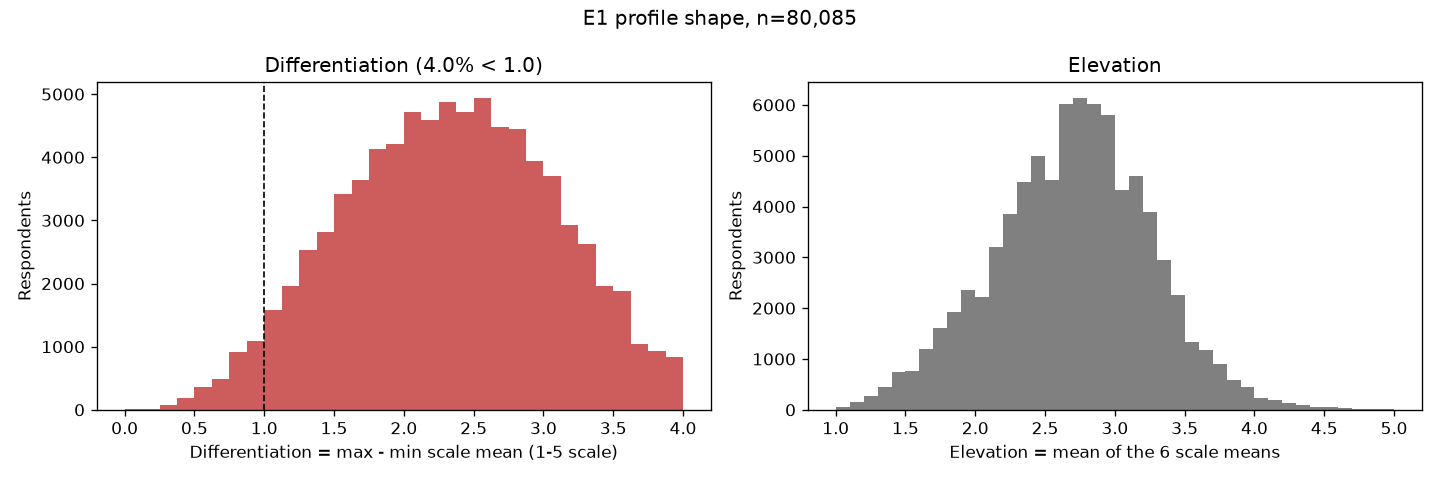 E1 profile shape, n=80,085
Differentiation (4.0% < 1.0)
Respondents
5000
4000
3000
2000
1000
0
0.0 0.5 1.0 1.5 2.0 2.5 3.0 3.5 4.0
Differentiation = max - min scale mean (1-5 scale)
Elevation
Respondents
6000
5000
4000
3000
2000
1000
0
1.0 1.5 2.0 2.5 3.0 3.5 4.0 4.5 5.0
Elevation = mean of the 6 scale means